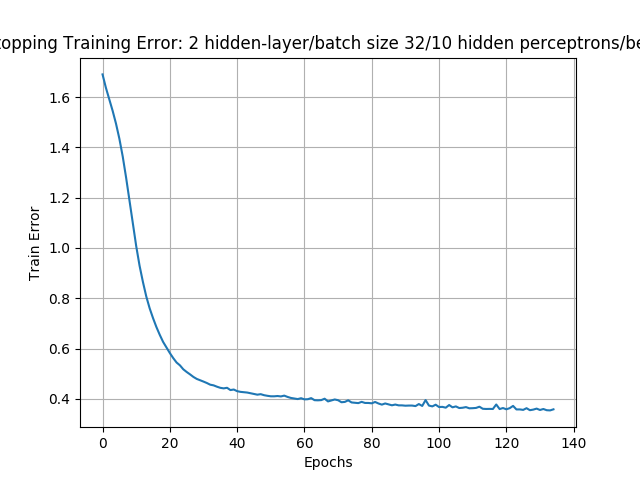 opping Training Error: 2 hidden-layer/batch size 32/10 hidden perceptrons/be
1.6
1.4
1.2
1.0
0.8
0.6
0.4
Train Error
0 20 40 60 80 100 120 140
Epochs